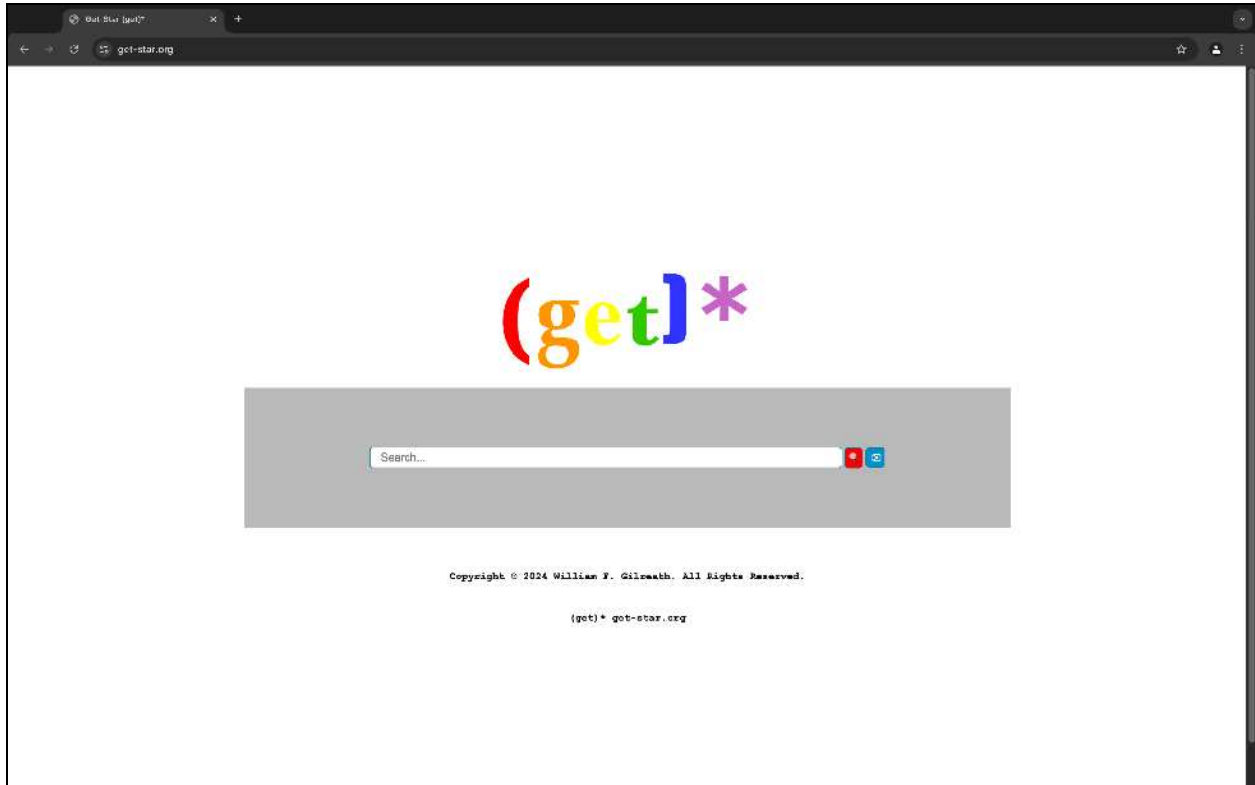 Get Star (get)*
get-star.org
(get)*
Search...
Copyright © 2024 William F. Gilreath. All Rights Reserved.
(get)* get-star.org